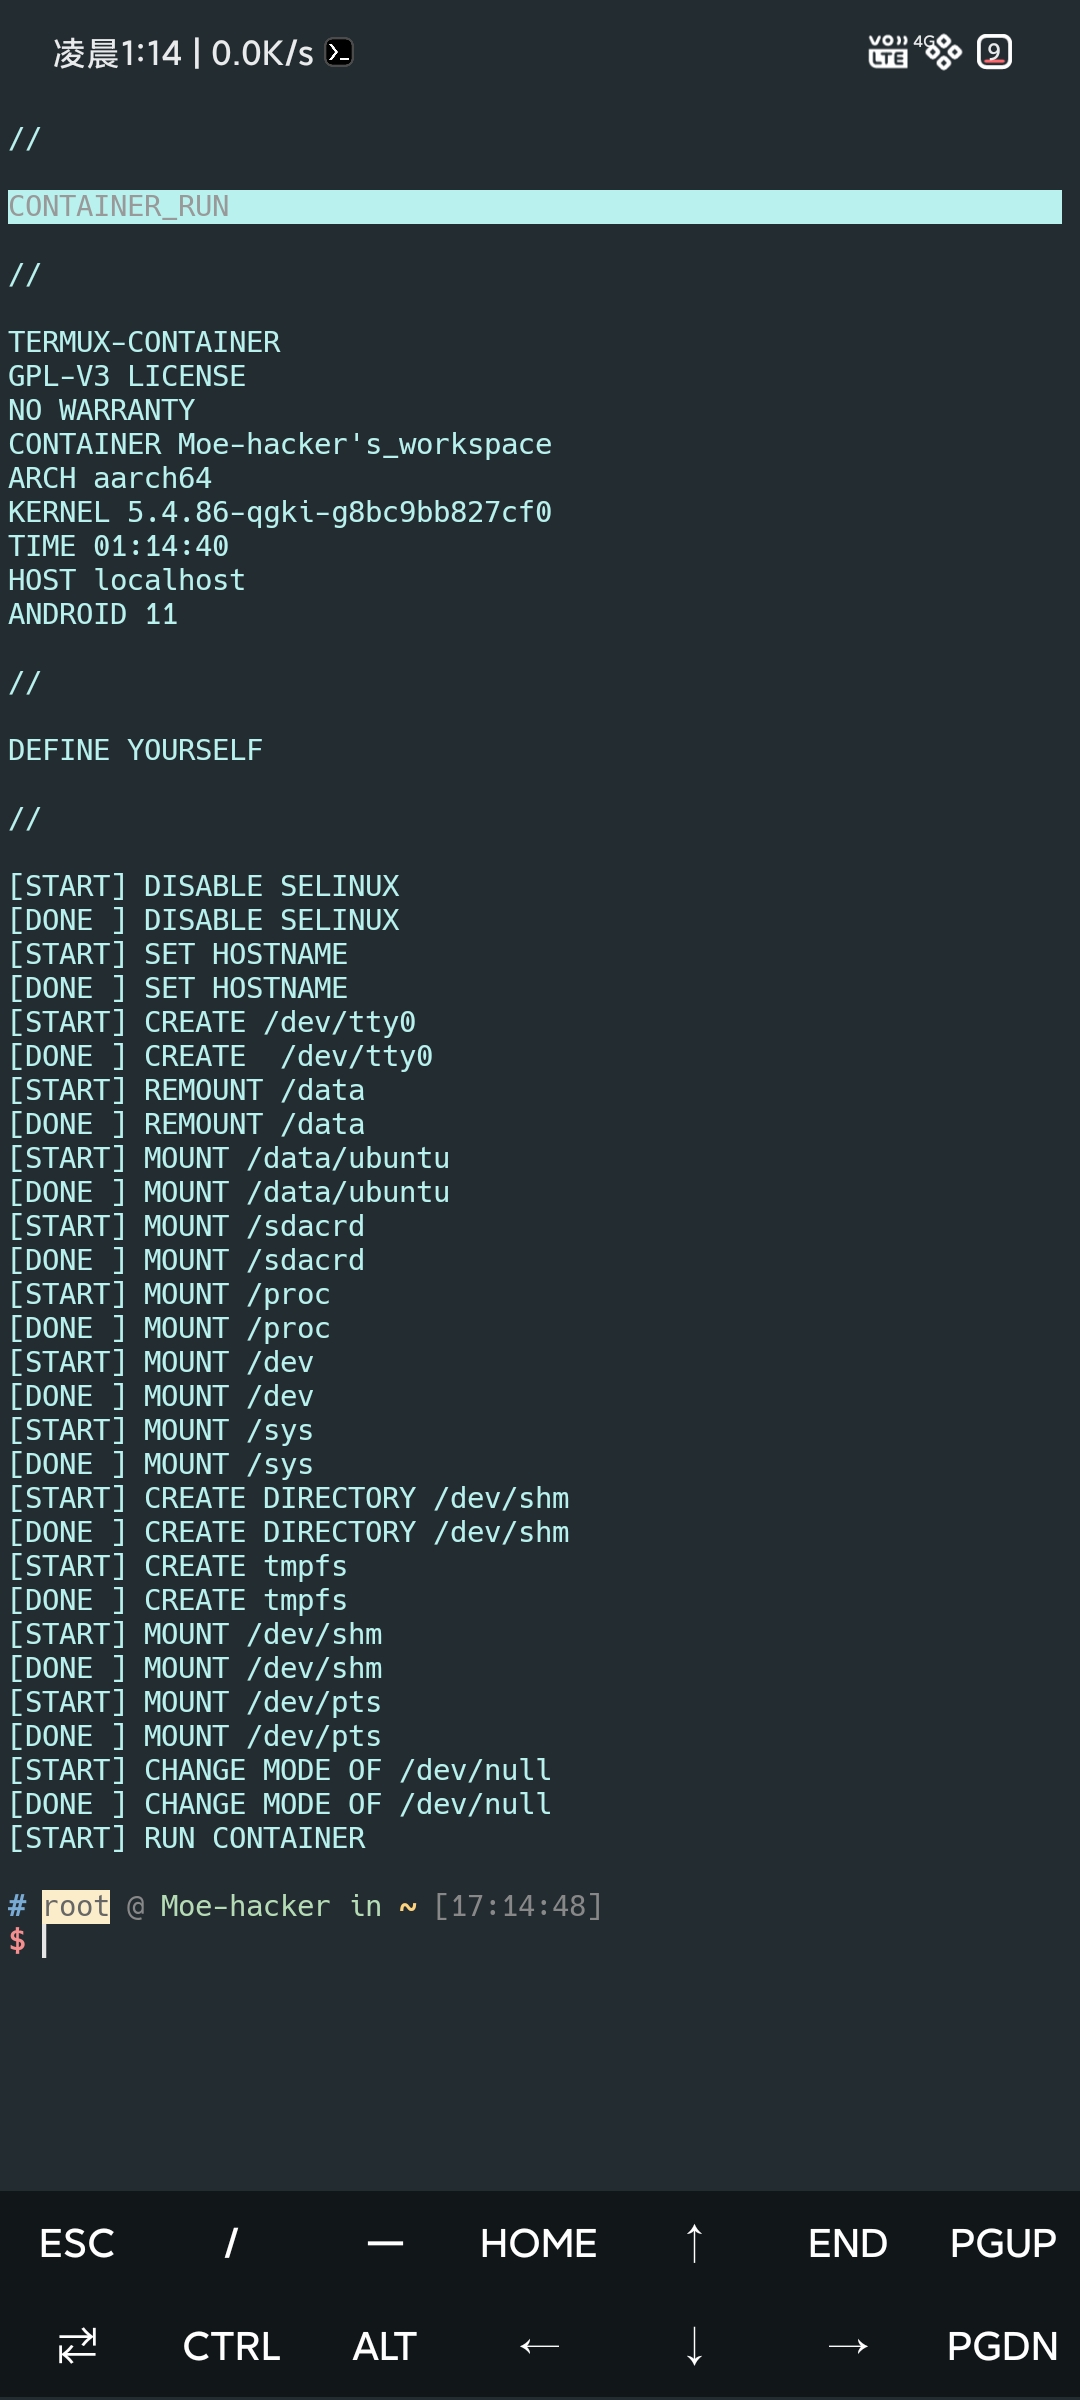 凌晨1:14 | 0.0K/s
VO)) LTE 4G 9
//
CONTAINER_RUN
//
TERMUX-CONTAINER
GPL-V3 LICENSE
NO WARRANTY
CONTAINER Moe-hacker's_workspace
ARCH aarch64
KERNEL 5.4.86-qgki-g8bc9bb827cf0
TIME 01:14:40
HOST localhost
ANDROID 11
//
DEFINE YOURSELF
//
[START] DISABLE SELINUX
[DONE ] DISABLE SELINUX
[START] SET HOSTNAME
[DONE ] SET HOSTNAME
[START] CREATE /dev/tty0
[DONE ] CREATE  /dev/tty0
[START] REMOUNT /data
[DONE ] REMOUNT /data
[START] MOUNT /data/ubuntu
[DONE ] MOUNT /data/ubuntu
[START] MOUNT /sdacrd
[DONE ] MOUNT /sdacrd
[START] MOUNT /proc
[DONE ] MOUNT /proc
[START] MOUNT /dev
[DONE ] MOUNT /dev
[START] MOUNT /sys
[DONE ] MOUNT /sys
[START] CREATE DIRECTORY /dev/shm
[DONE ] CREATE DIRECTORY /dev/shm
[START] CREATE tmpfs
[DONE ] CREATE tmpfs
[START] MOUNT /dev/shm
[DONE ] MOUNT /dev/shm
[START] MOUNT /dev/pts
[DONE ] MOUNT /dev/pts
[START] CHANGE MODE OF /dev/null
[DONE ] CHANGE MODE OF /dev/null
[START] RUN CONTAINER
# root @ Moe-hacker in ~ [17:14:48]
$
ESC / — HOME ↑ END PGUP
⇄ CTRL ALT ← ↓ → PGDN